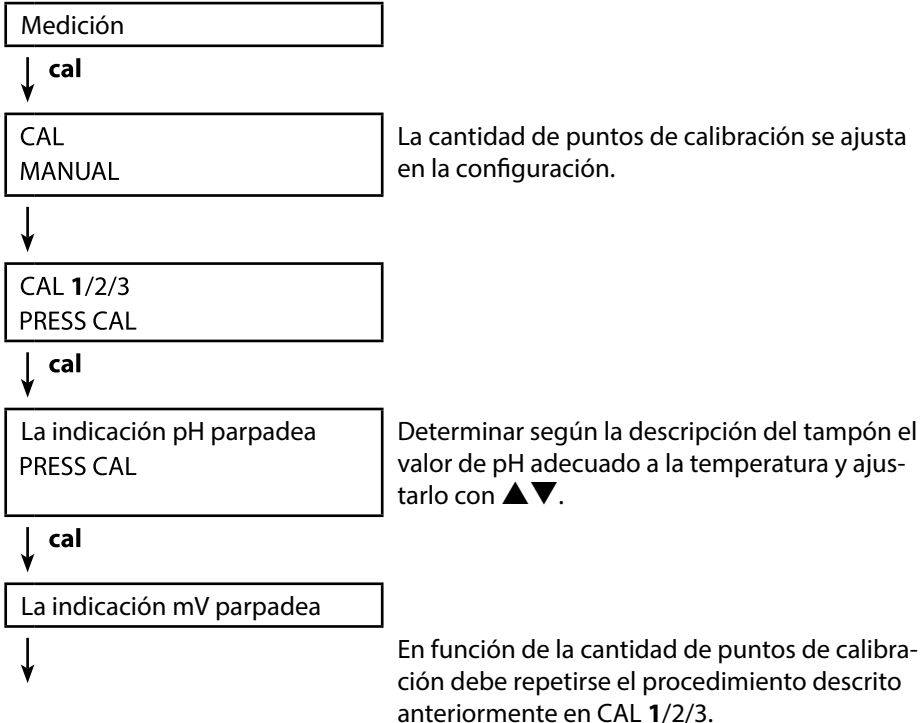 Medición
cal
CAL
MANUAL
La cantidad de puntos de calibración se ajusta
en la configuración.
CAL 1/2/3
PRESS CAL
cal
La indicación pH parpadea
PRESS CAL
Determinar según la descripción del tampón el
valor de pH adecuado a la temperatura y ajus-
tarlo con ▲▼.
cal
La indicación mV parpadea
En función de la cantidad de puntos de calibra-
ción debe repetirse el procedimiento descrito
anteriormente en CAL 1/2/3.